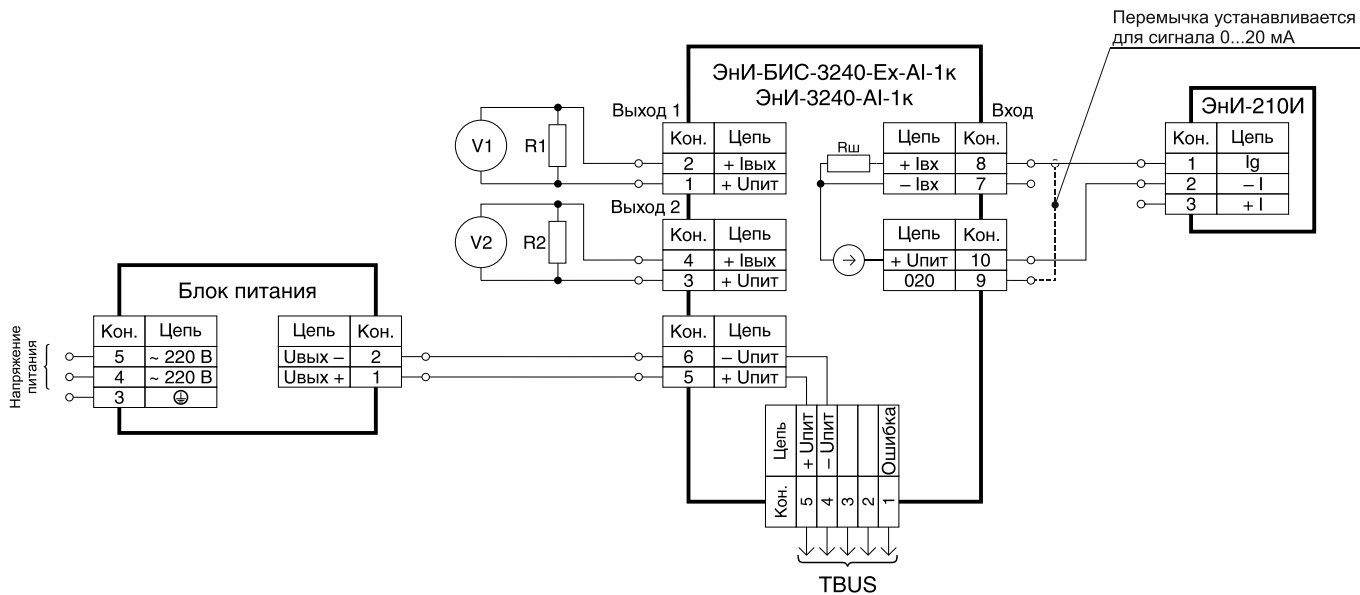 Перемычка устанавливается
для сигнала 0...20 мА
ЭнИ-БИС-3240-Ex-AI-1к
ЭнИ-3240-AI-1к
Выход 1
Кон. Цепь
2 + Iвых
1 + Uпит
V1 R1
Выход 2
Кон. Цепь
4 + Iвых
3 + Uпит
V2 R2
Вход
Rш
Цепь Кон.
+ Iвх 8
– Iвх 7
Цепь Кон.
+ Uпит 10
020 9
ЭнИ-210И
Кон. Цепь
1 Ig
2 – I
3 + I
Блок питания
Напряжение
питания
Кон. Цепь
5 ~ 220 В
4 ~ 220 В
3
Цепь Кон.
Uвых – 2
Uвых + 1
Кон. Цепь
6 – Uпит
5 + Uпит
Цепь + Uпит – Uпит Ошибка
Кон. 5 4 3 2 1
TBUS